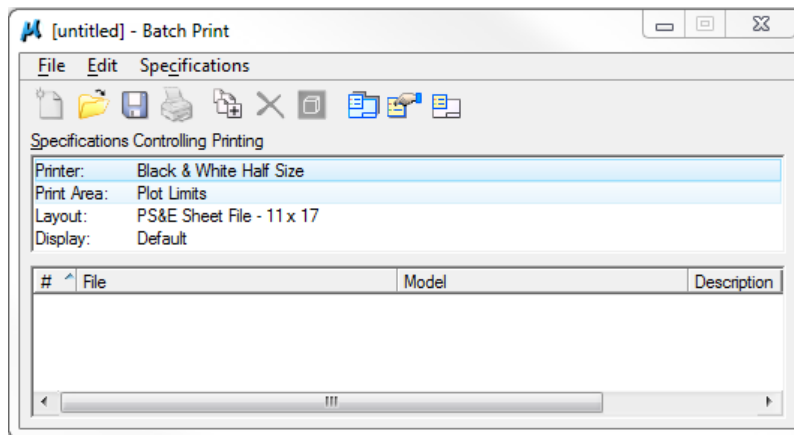 [untitled] - Batch Print
File Edit Specifications
Specifications Controlling Printing
Printer: Black & White Half Size
Print Area: Plot Limits
Layout: PS&E Sheet File - 11 x 17
Display: Default
# File Model Description